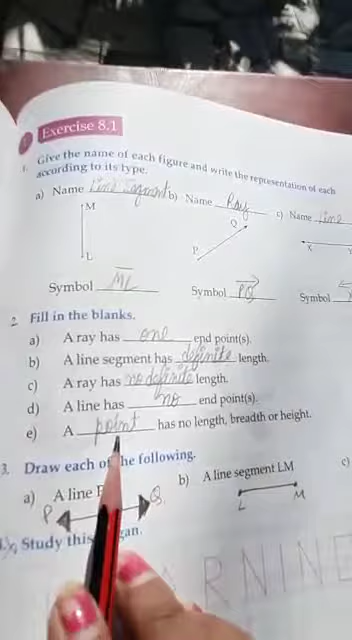 Exercise 8.1
1. Give the name of each figure and write the representation of each
according to its type.
a) Name Line Segment b) Name Ray c) Name line
M Q
P X
L
Symbol ML Symbol PQ Symbol
2. Fill in the blanks.
a) A ray has one end point(s).
b) A line segment has definite length.
c) A ray has no definite length.
d) A line has no end point(s).
e) A point has no length, breadth or height.
3. Draw each of the following.
a) A line b) A line segment LM c)
P Q L M
Study this
R N I N E